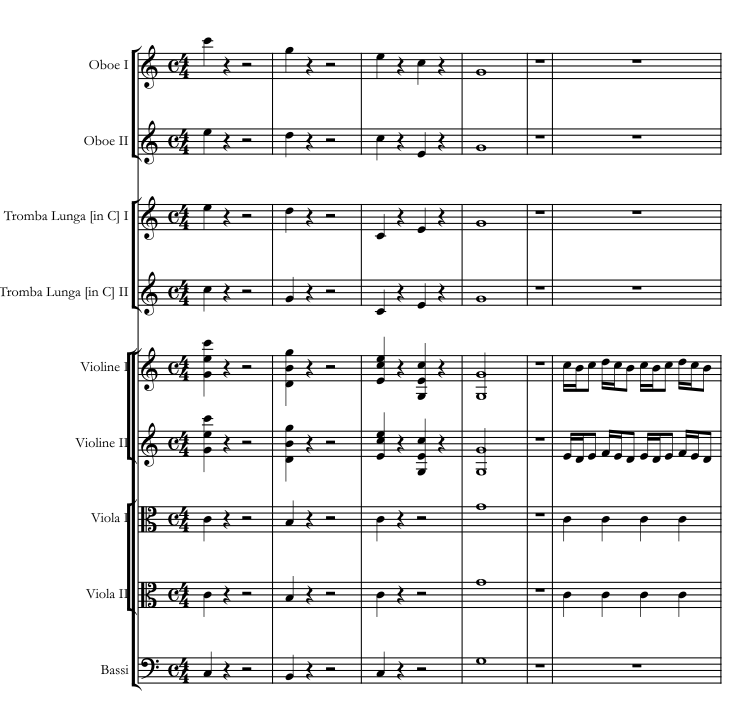 Oboe I
Oboe II
Tromba Lunga [in C] I
Tromba Lunga [in C] II
Violine I
Violine II
Viola I
Viola II
Bassi